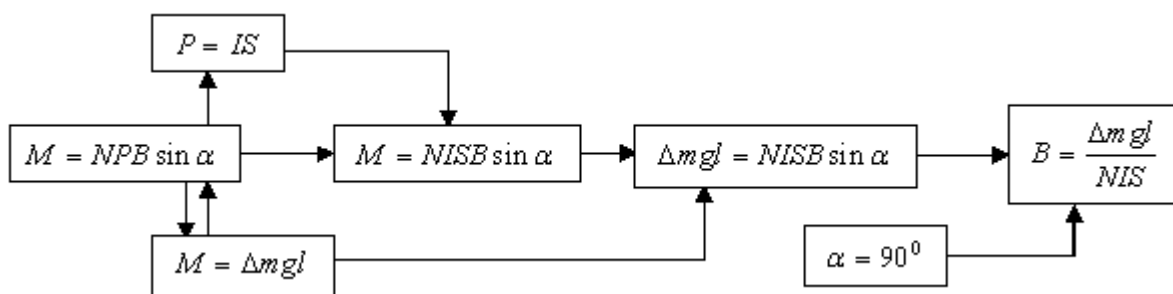 P = IS
M = NPB sin α
M = NISB sin α
Δmgl = NISB sin α
B = Δmgl / NIS
M = Δmgl
α = 90⁰